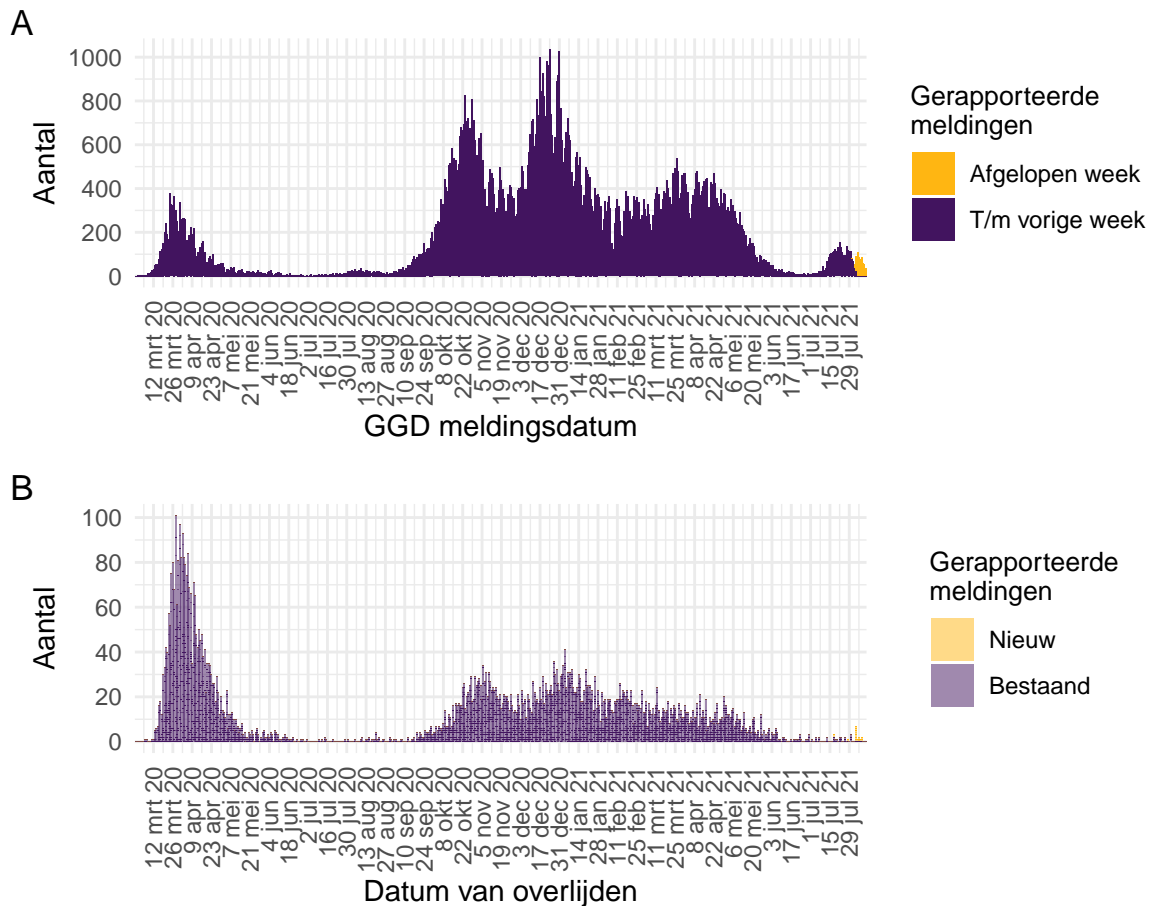 A
1000
800
600
400
200
0
Aantal
12 mrt 20
26 mrt 20
9 apr 20
23 apr 20
7 mei 20
21 mei 20
4 jun 20
18 jun 20
2 jul 20
16 jul 20
30 jul 20
13 aug 20
27 aug 20
10 sep 20
24 sep 20
8 okt 20
22 okt 20
5 nov 20
19 nov 20
3 dec 20
17 dec 20
31 dec 20
14 jan 21
28 jan 21
11 feb 21
25 feb 21
11 mrt 21
25 mrt 21
8 apr 21
22 apr 21
6 mei 21
20 mei 21
3 jun 21
17 jun 21
1 jul 21
15 jul 21
29 jul 21
GGD meldingsdatum
Gerapporteerde
meldingen
Afgelopen week
T/m vorige week
B
100
80
60
40
20
0
Aantal
12 mrt 20
26 mrt 20
9 apr 20
23 apr 20
7 mei 20
21 mei 20
4 jun 20
18 jun 20
2 jul 20
16 jul 20
30 jul 20
13 aug 20
27 aug 20
10 sep 20
24 sep 20
8 okt 20
22 okt 20
5 nov 20
19 nov 20
3 dec 20
17 dec 20
31 dec 20
14 jan 21
28 jan 21
11 feb 21
25 feb 21
11 mrt 21
25 mrt 21
8 apr 21
22 apr 21
6 mei 21
20 mei 21
3 jun 21
17 jun 21
1 jul 21
15 jul 21
29 jul 21
Datum van overlijden
Gerapporteerde
meldingen
Nieuw
Bestaand